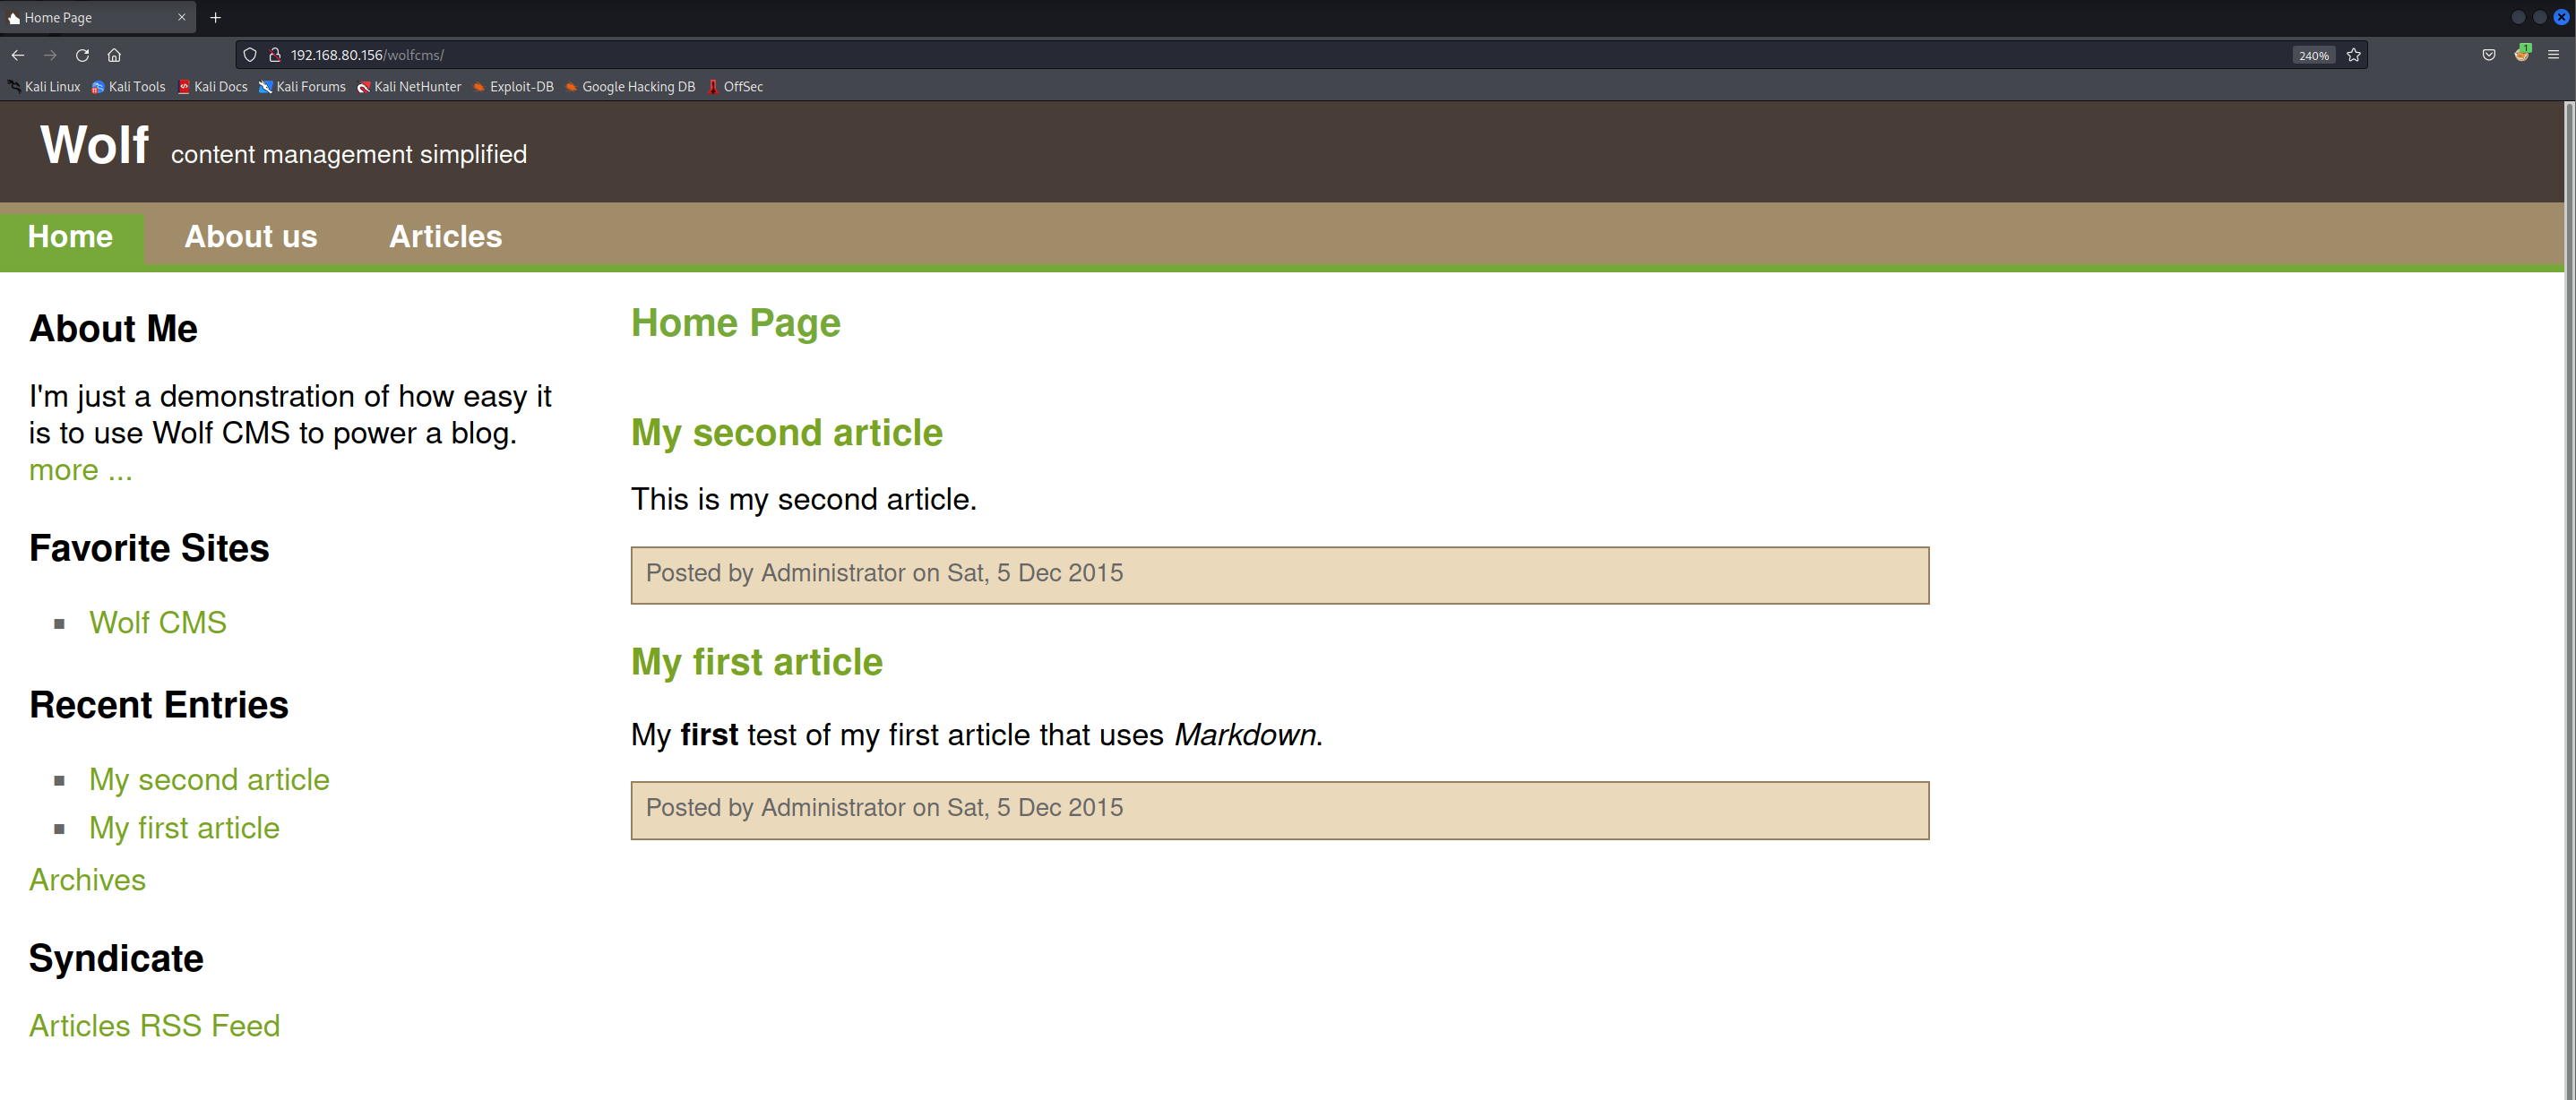 Home Page
192.168.80.156/wolfcms/
240%
1
Kali Linux Kali Tools Kali Docs Kali Forums Kali NetHunter Exploit-DB Google Hacking DB OffSec
Wolf content management simplified
Home About us Articles
About Me
I'm just a demonstration of how easy it
is to use Wolf CMS to power a blog.
more ...
Favorite Sites
Wolf CMS
Recent Entries
My second article
My first article
Archives
Syndicate
Articles RSS Feed
Home Page
My second article
This is my second article.
Posted by Administrator on Sat, 5 Dec 2015
My first article
My first test of my first article that uses Markdown.
Posted by Administrator on Sat, 5 Dec 2015